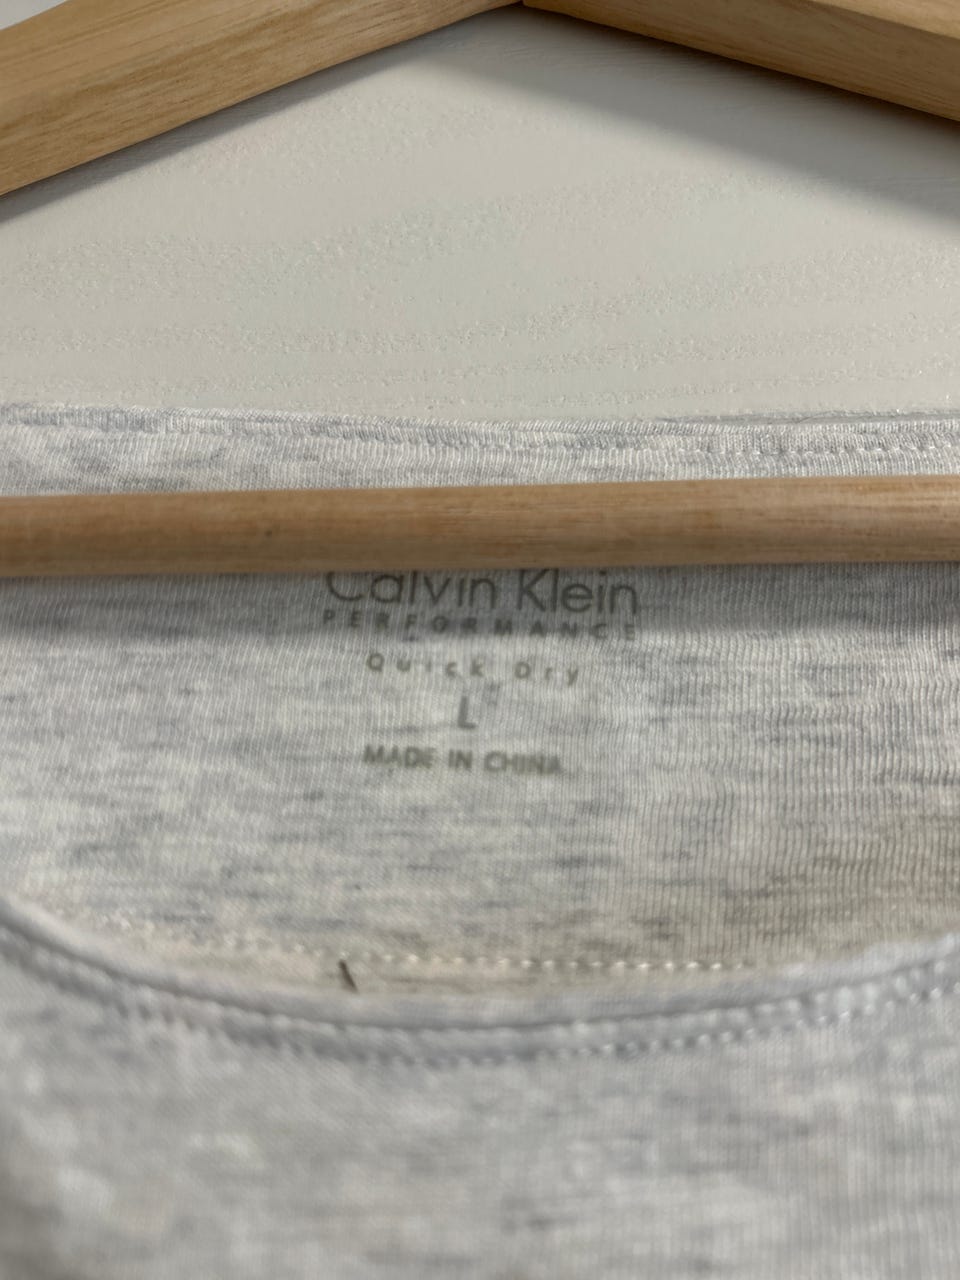 Calvin Klein
PERFORMANCE
Quick Dry
L
MADE IN CHINA